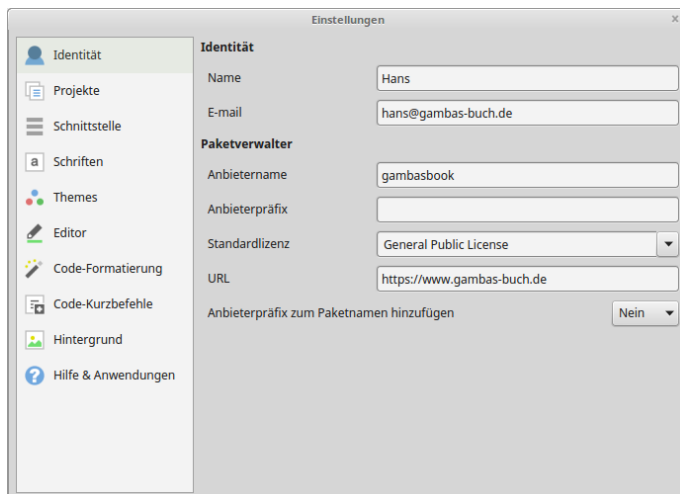 Einstellungen
x
Identität
Projekte
Schnittstelle
a Schriften
Themes
Editor
Code-Formatierung
Code-Kurzbefehle
Hintergrund
? Hilfe & Anwendungen
Identität
Name Hans
E-mail hans@gambas-buch.de
Paketverwalter
Anbietername gambasbook
Anbieterpräfix
Standardlizenz General Public License
URL https://www.gambas-buch.de
Anbieterpräfix zum Paketnamen hinzufügen Nein